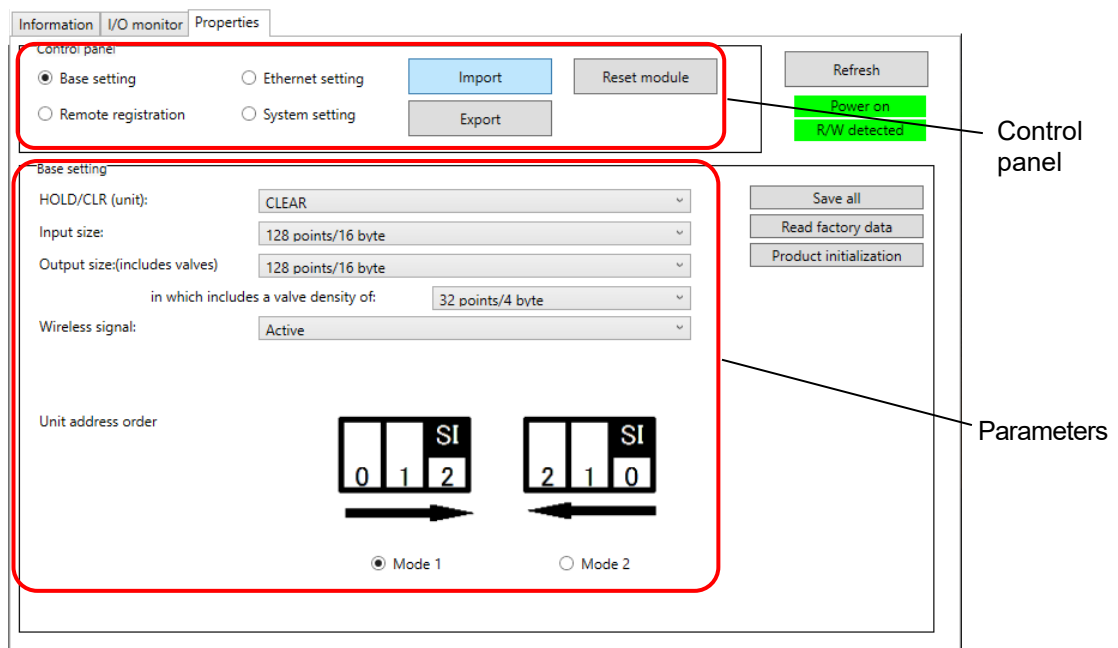 Information I/O monitor Properties
Control panel
Base setting Ethernet setting Import Reset module Refresh
Remote registration System setting Export Power on
R/W detected
Control
panel
Base setting
HOLD/CLR (unit): CLEAR Save all
Input size: 128 points/16 byte Read factory data
Output size:(includes valves) 128 points/16 byte Product initialization
in which includes a valve density of: 32 points/4 byte
Wireless signal: Active
Unit address order
SI SI
0 1 2 2 1 0
Parameters
Mode 1 Mode 2